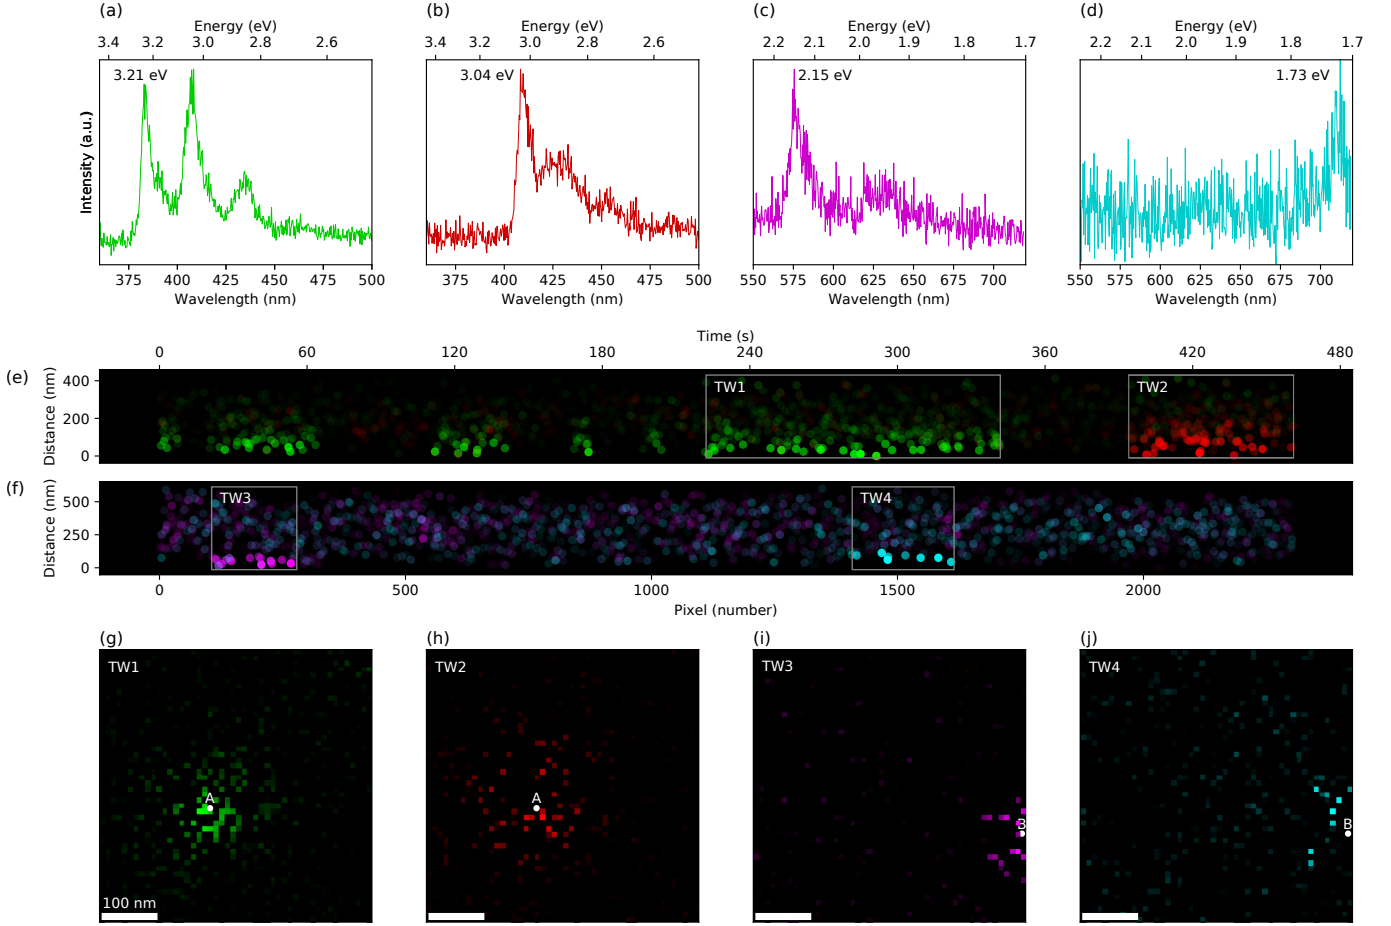 (a) (b) (c) (d)
Energy (eV) Energy (eV) Energy (eV) Energy (eV)
3.4 3.2 3.0 2.8 2.6 3.4 3.2 3.0 2.8 2.6 2.2 2.1 2.0 1.9 1.8 1.7 2.2 2.1 2.0 1.9 1.8 1.7
3.21 eV 3.04 eV 2.15 eV 1.73 eV
Intensity (a.u.)
375 400 425 450 475 500 375 400 425 450 475 500 550 575 600 625 650 675 700 550 575 600 625 650 675 700
Wavelength (nm) Wavelength (nm) Wavelength (nm) Wavelength (nm)
Time (s)
0 60 120 180 240 300 360 420 480
(e)
Distance (nm)
400
200
0
TW1 TW2
(f)
Distance (nm)
500
250
0
TW3 TW4
0 500 1000 1500 2000
Pixel (number)
(g) (h) (i) (j)
TW1 TW2 TW3 TW4
A A B B
100 nm